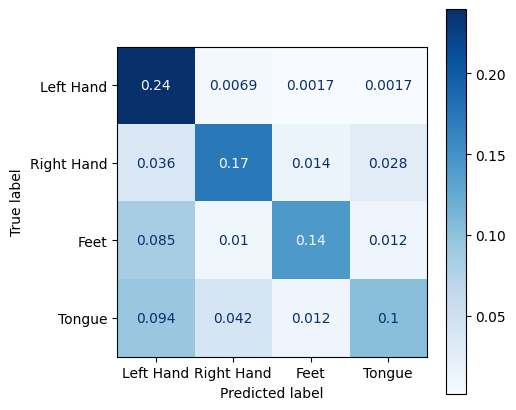 Left Hand 0.24 0.0069 0.0017 0.0017
Right Hand 0.036 0.17 0.014 0.028
Feet 0.085 0.01 0.14 0.012
Tongue 0.094 0.042 0.012 0.1
Left Hand Right Hand Feet Tongue
Predicted label
True label
0.20
0.15
0.10
0.05